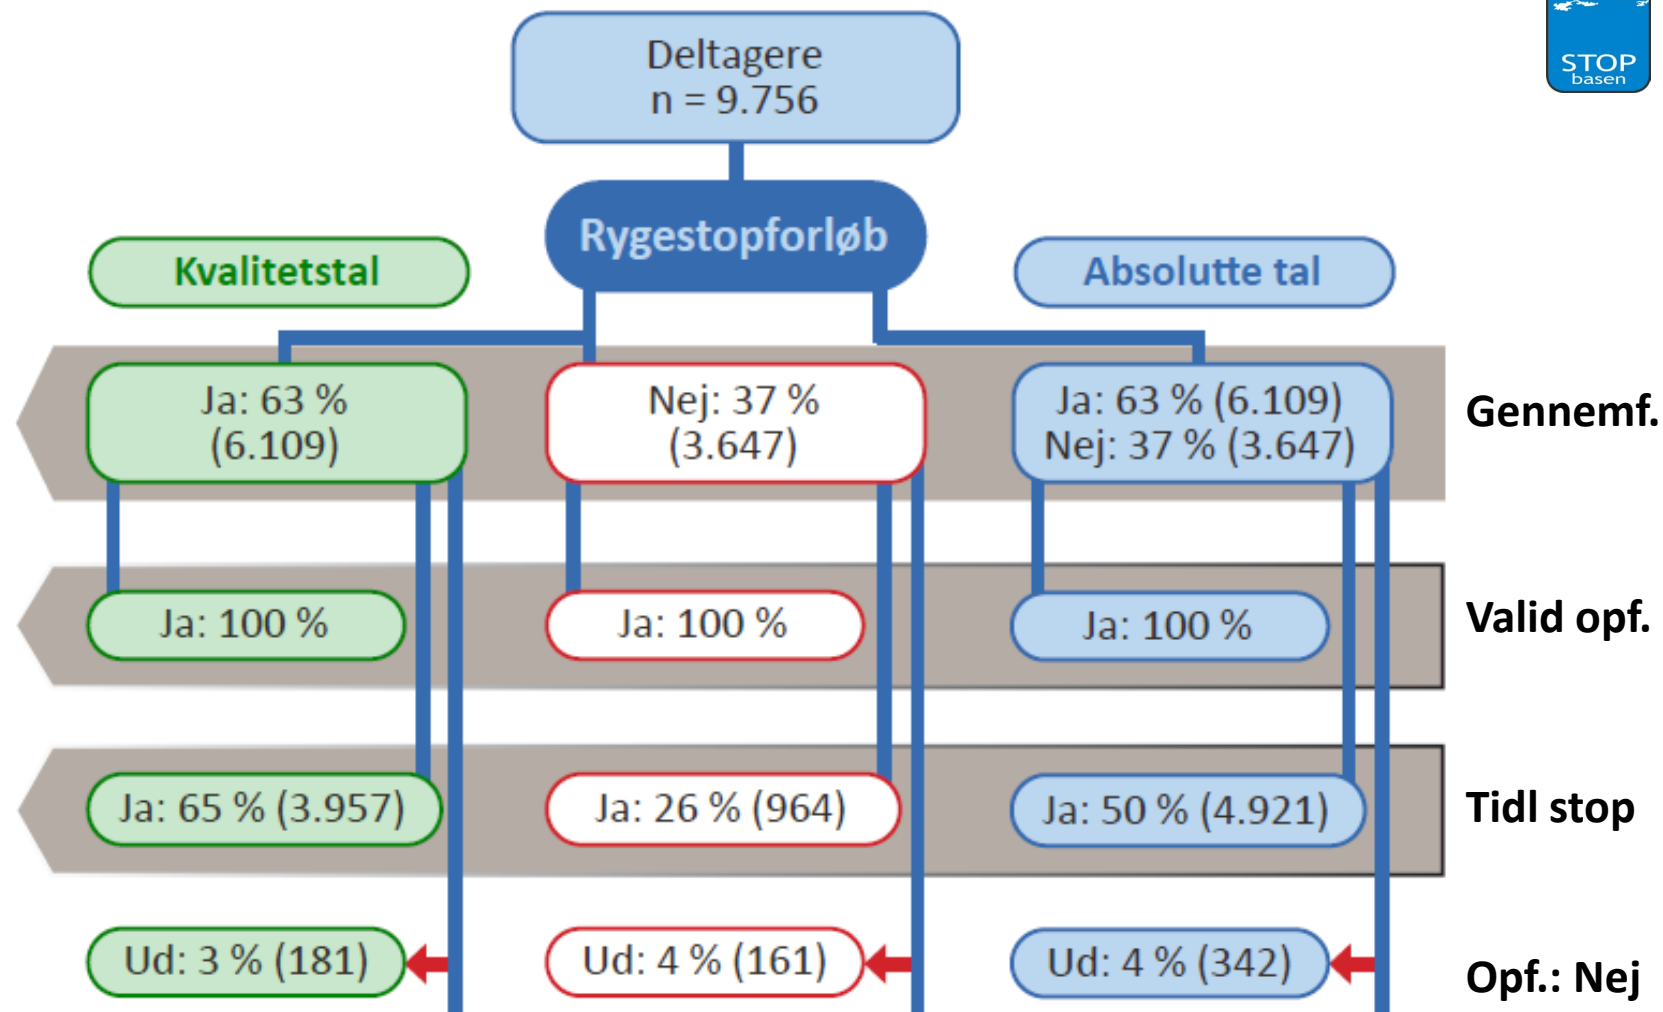 Deltagere
n = 9.756
STOP
basen
Rygestopforløb
Kvalitetstal
Absolutte tal
Ja: 63 %
(6.109)
Nej: 37 %
(3.647)
Ja: 63 % (6.109)
Nej: 37 % (3.647)
Gennemf.
Ja: 100 %
Ja: 100 %
Ja: 100 %
Valid opf.
Ja: 65 % (3.957)
Ja: 26 % (964)
Ja: 50 % (4.921)
Tidl stop
Ud: 3 % (181)
Ud: 4 % (161)
Ud: 4 % (342)
Opf.: Nej